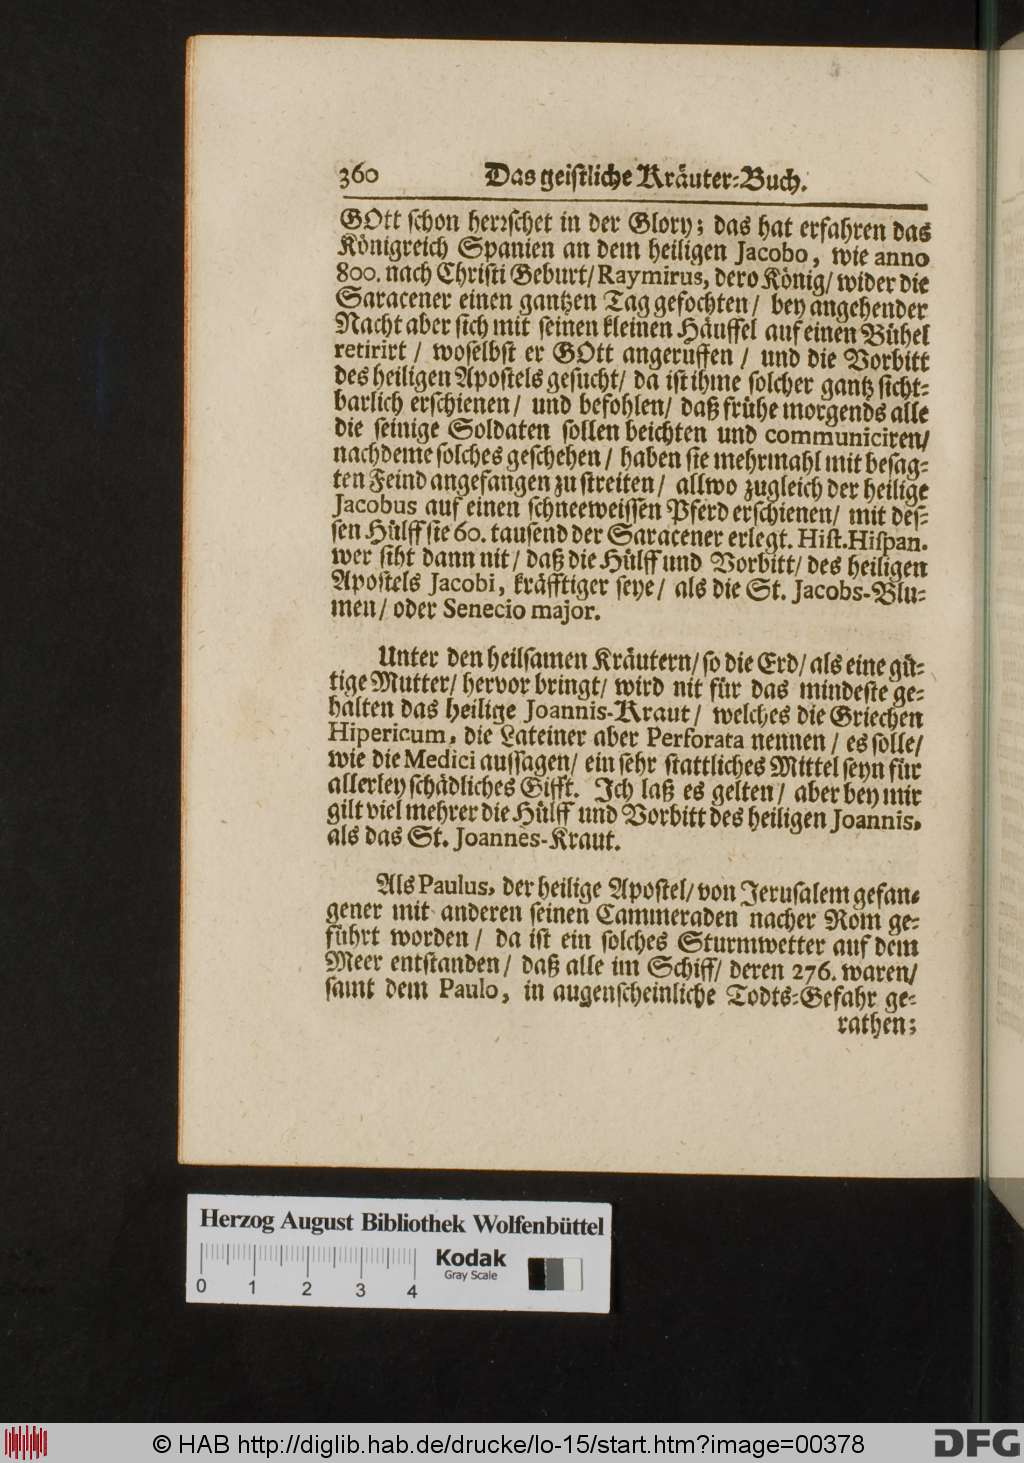 360 Das geistliche Kräuter-Buch.
GOtt schon herrschet in der Glory; das hat erfahren das
Königreich Spanien an dem heiligen Jacobo, wie anno
800. nach Christi Geburt/ Raymirus, dero König/ wider die
Saracener einen gantzen Tag gefochten/ bey angehender
Nacht aber sich mit seinen kleinen Häuffel auf einen Bühel
retirirt/ woselbst er GOtt angeruffen/ und die Vorbitt
des heiligen Apostels gesucht/ da ist ihme solcher gantz sicht-
barlich erschienen/ und befohlen/ daß frühe morgends alle
die seinige Soldaten sollen beichten und communiciren/
nachdeme solches geschehen/ haben sie mehrmahl mit besag-
ten Feind angefangen zu streiten/ allwo zugleich der heilige
Jacobus auf einen schneeweissen Pferd erschienen/ mit des-
sen Hülff sie 60. tausend der Saracener erlegt. Hist. Hispan.
wer siht dann nit/ daß die Hülff und Vorbitt/ des heiligen
Apostels Jacobi, kräfftiger seye/ als die St. Jacobs-Blu-
men/ oder Senecio major.
Unter den heilsamen Kräutern/ so die Erd/ als eine gü-
tige Mutter/ hervor bringt/ wird nit für das mindeste ge-
halten das heilige Joannis-Kraut/ welches die Griechen
Hipericum, die Lateiner aber Perforata nennen/ es solle/
wie die Medici aussagen/ ein sehr stattliches Mittel seyn für
allerley schädliches Gifft. Ich laß es gelten/ aber bey mir
gilt viel mehrer die Hülff und Vorbitt des heiligen Joannis,
als das St. Joannes-Kraut.
Als Paulus, der heilige Apostel/ von Jerusalem gefan-
gener mit anderen seinen Cammeraden nacher Rom ge-
führt worden/ da ist ein solches Sturmwetter auf dem
Meer entstanden/ daß alle im Schiff/ deren 276. waren/
samt dem Paulo, in augenscheinliche Todts-Gefahr ge-
rathen;
Herzog August Bibliothek Wolfenbüttel
Kodak
Gray Scale
0 1 2 3 4
© HAB http://diglib.hab.de/drucke/lo-15/start.htm?image=00378
DFG